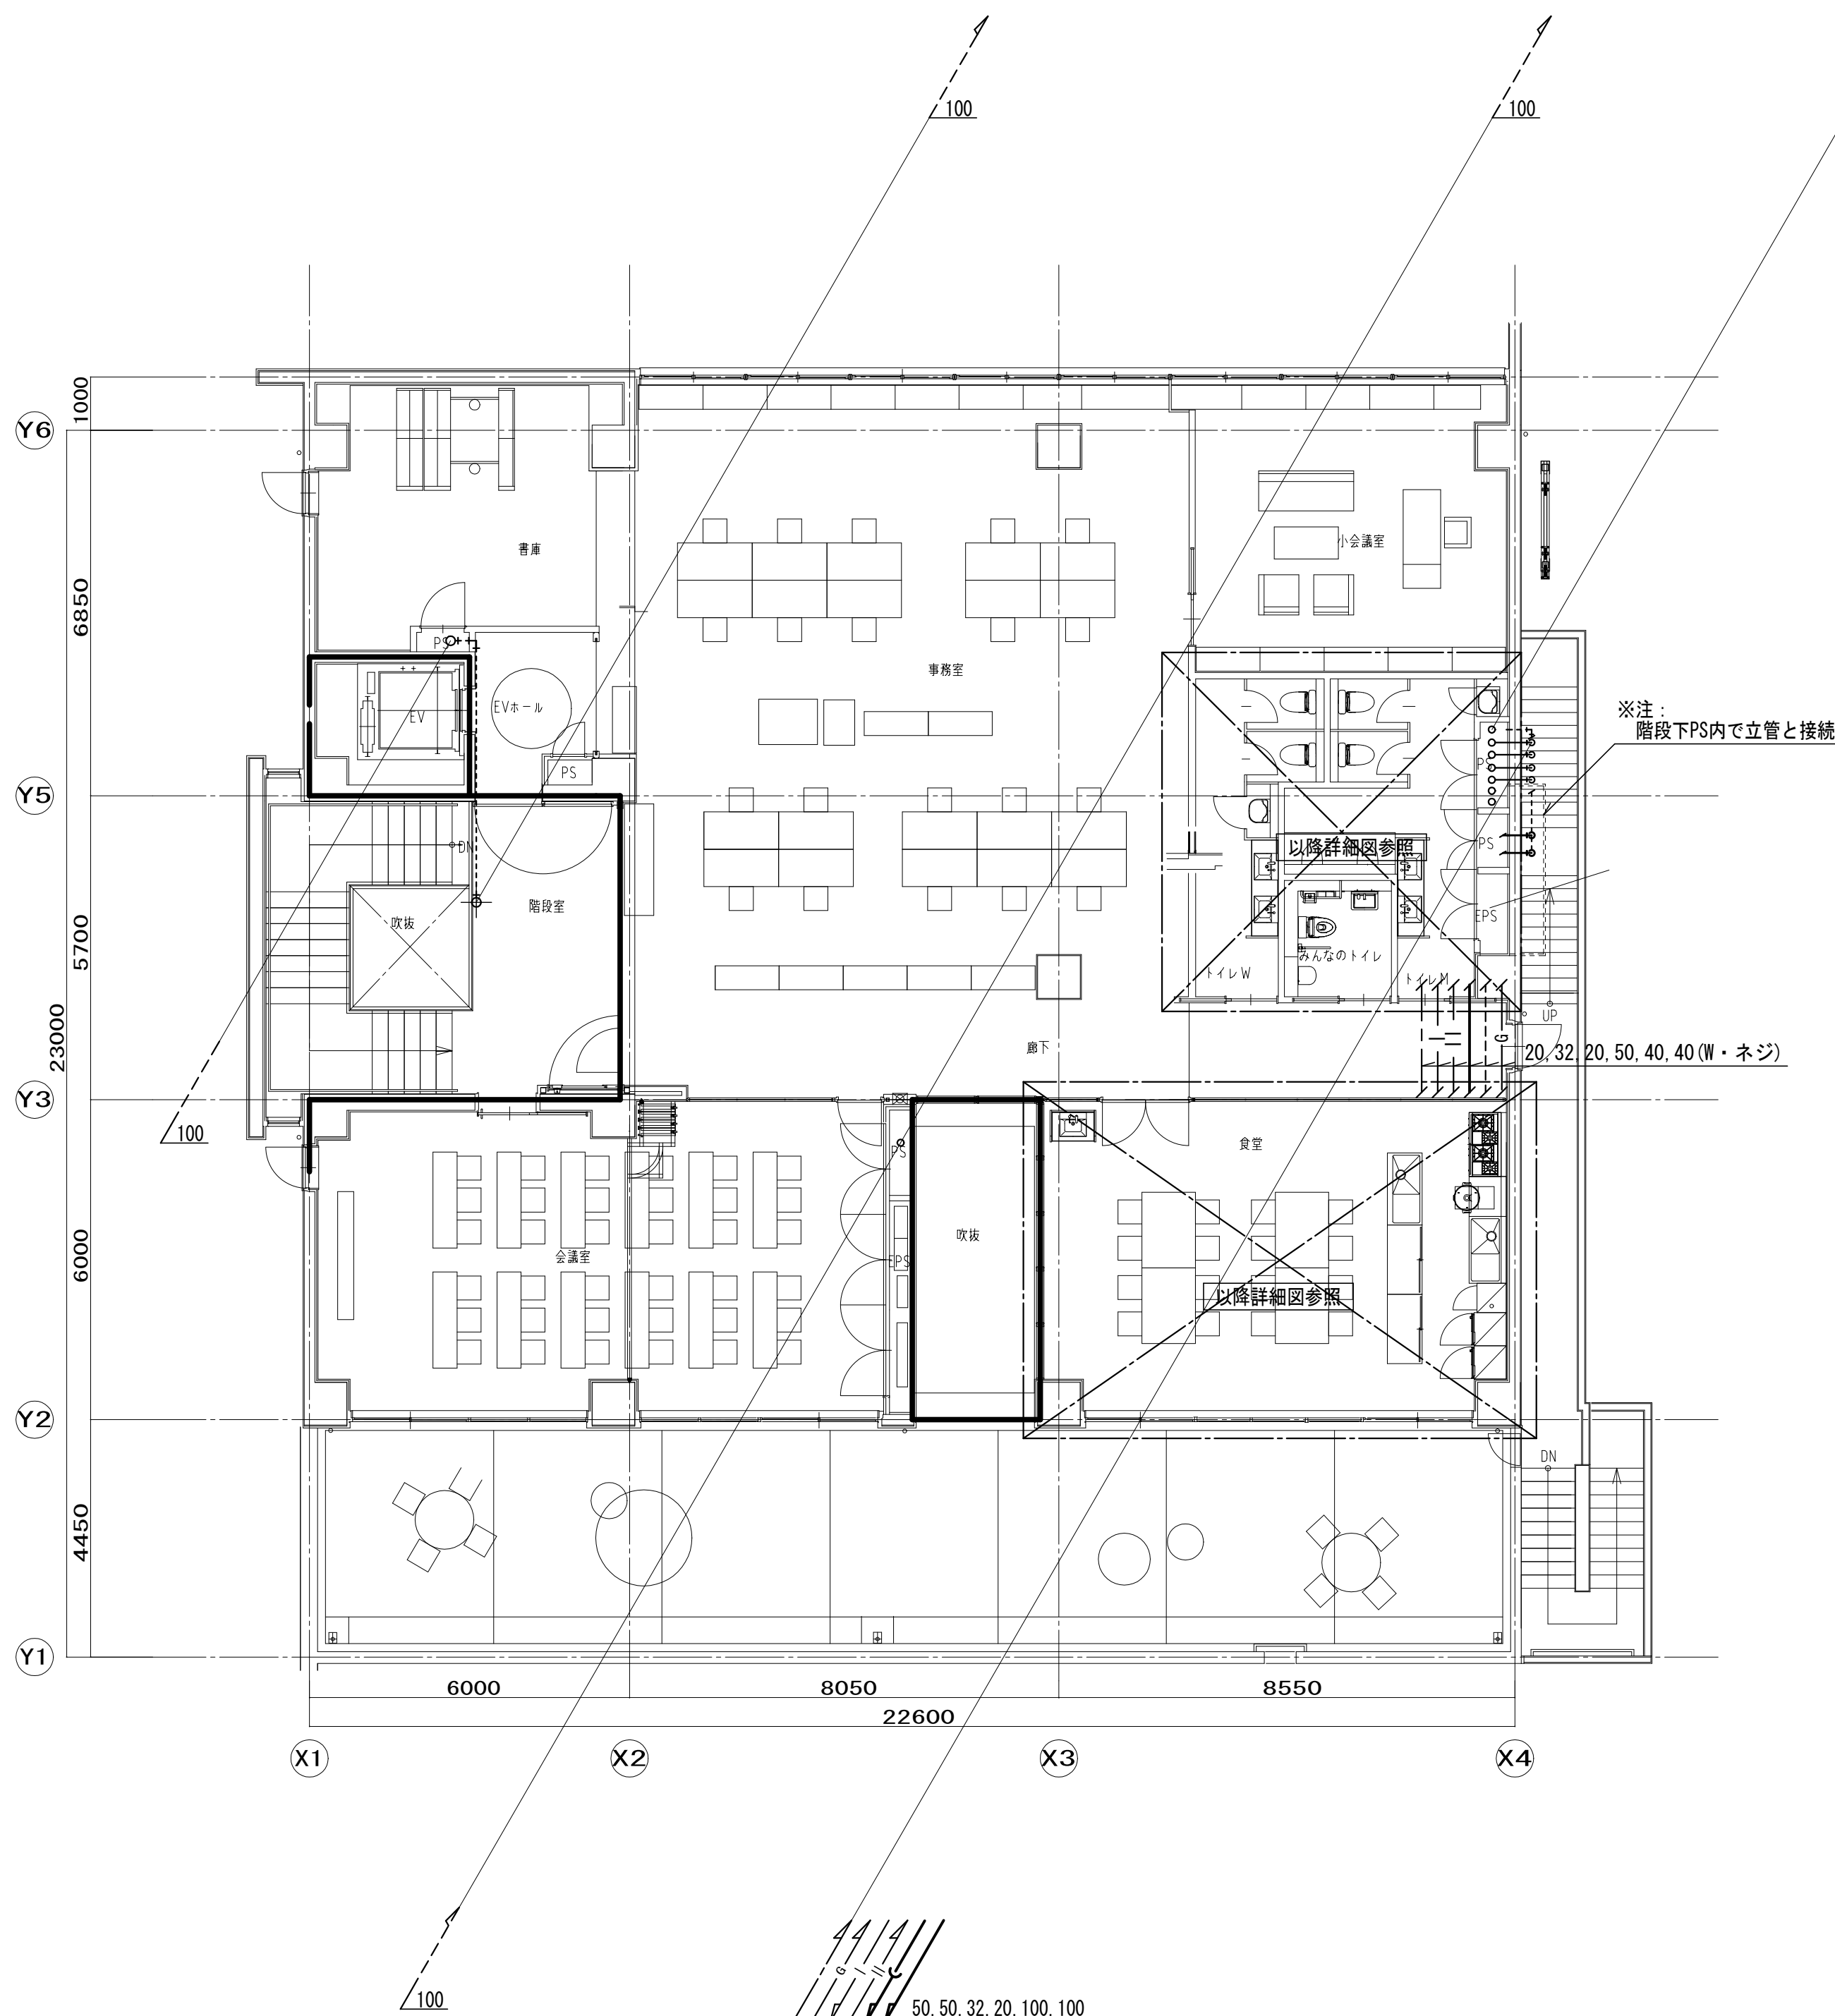 100
100
1000
Y6
書庫
小会議室
6850
PS
事務室
EV
EVホール
※注：
階段下PS内で立管と接続
PS
PS
Y5
DN
以降詳細図参照
PS
階段室
吹抜
EPS
5700
みんなのトイレ
トイレW
トイレM
UP
23000
廊下
G
20,32,20,50,40,40(W・ネジ)
Y3
100
食堂
PS
吹抜
6000
会議室
EPS
以降詳細図参照
Y2
DN
4450
Y1
6000
8050
8550
22600
X1
X2
X3
X4
G
100
50,50,32,20,100,100